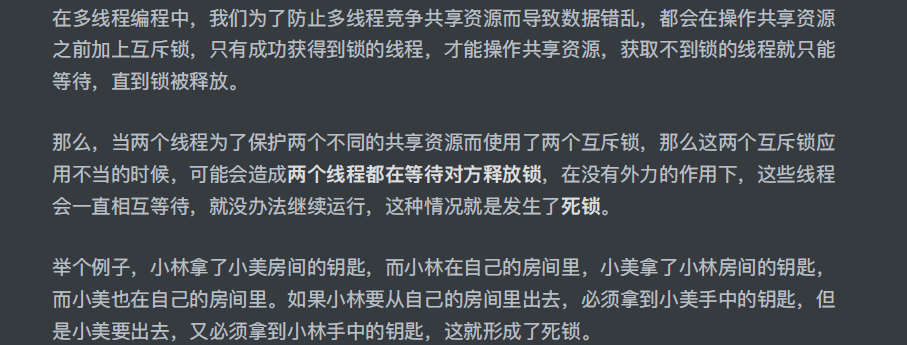 在多线程编程中，我们为了防止多线程竞争共享资源而导致数据错乱，都会在操作共享资源
之前加上互斥锁，只有成功获得到锁的线程，才能操作共享资源，获取不到锁的线程就只能
等待，直到锁被释放。
那么，当两个线程为了保护两个不同的共享资源而使用了两个互斥锁，那么这两个互斥锁应
用不当的时候，可能会造成两个线程都在等待对方释放锁，在没有外力的作用下，这些线程
会一直相互等待，就没办法继续运行，这种情况就是发生了死锁。
举个例子，小林拿了小美房间的钥匙，而小林在自己的房间里，小美拿了小林房间的钥匙，
而小美也在自己的房间里。如果小林要从自己的房间里出去，必须拿到小美手中的钥匙，但
是小美要出去，又必须拿到小林手中的钥匙，这就形成了死锁。